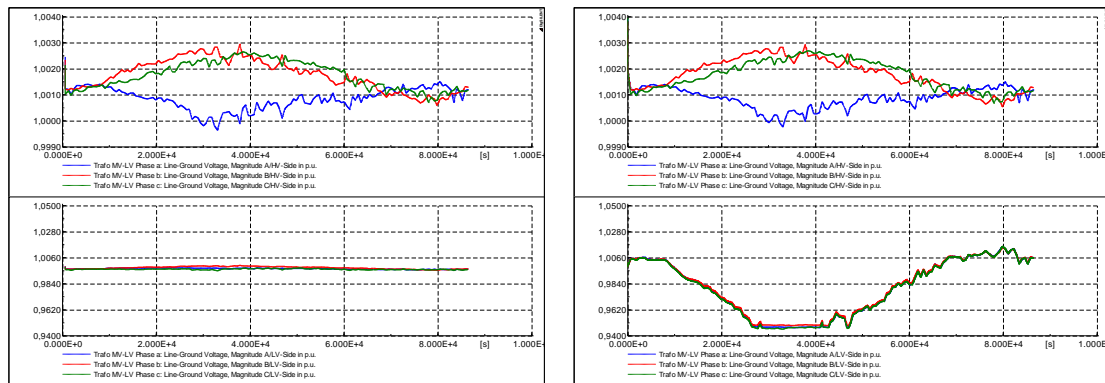 1,0040
1,0030
1,0020
1,0010
1,0000
0,9990
0.000E+0 2.000E+4 4.000E+4 6.000E+4 8.000E+4 [s] 1.000E+
Trafo MV-LV Phase a: Line-Ground Voltage, Magnitude A/HV-Side in p.u.
Trafo MV-LV Phase b: Line-Ground Voltage, Magnitude B/HV-Side in p.u.
Trafo MV-LV Phase c: Line-Ground Voltage, Magnitude C/HV-Side in p.u.
1,0500
1,0280
1,0060
0,9840
0,9620
0,9400
0.000E+0 2.000E+4 4.000E+4 6.000E+4 8.000E+4 [s] 1.000E+
Trafo MV-LV Phase a: Line-Ground Voltage, Magnitude A/LV-Side in p.u.
Trafo MV-LV Phase b: Line-Ground Voltage, Magnitude B/LV-Side in p.u.
Trafo MV-LV Phase c: Line-Ground Voltage, Magnitude C/LV-Side in p.u.
1,0040
1,0030
1,0020
1,0010
1,0000
0,9990
0.000E+0 2.000E+4 4.000E+4 6.000E+4 8.000E+4 [s] 1.000E+
Trafo MV-LV Phase a: Line-Ground Voltage, Magnitude A/HV-Side in p.u.
Trafo MV-LV Phase b: Line-Ground Voltage, Magnitude B/HV-Side in p.u.
Trafo MV-LV Phase c: Line-Ground Voltage, Magnitude C/HV-Side in p.u.
1,0500
1,0280
1,0060
0,9840
0,9620
0,9400
0.000E+0 2.000E+4 4.000E+4 6.000E+4 8.000E+4 [s] 1.000E+
Trafo MV-LV Phase a: Line-Ground Voltage, Magnitude A/LV-Side in p.u.
Trafo MV-LV Phase b: Line-Ground Voltage, Magnitude B/LV-Side in p.u.
Trafo MV-LV Phase c: Line-Ground Voltage, Magnitude C/LV-Side in p.u.